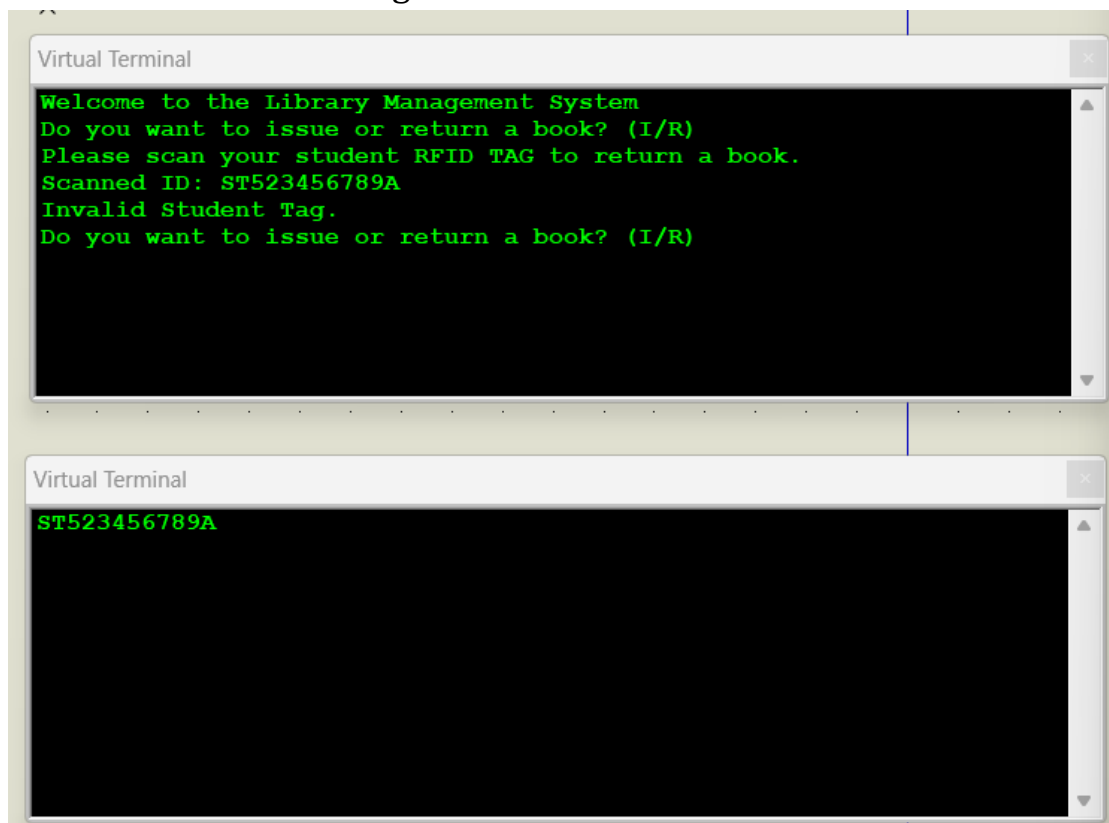 Virtual Terminal
Welcome to the Library Management System
Do you want to issue or return a book? (I/R)
Please scan your student RFID TAG to return a book.
Scanned ID: ST523456789A
Invalid Student Tag.
Do you want to issue or return a book? (I/R)
Virtual Terminal
ST523456789A